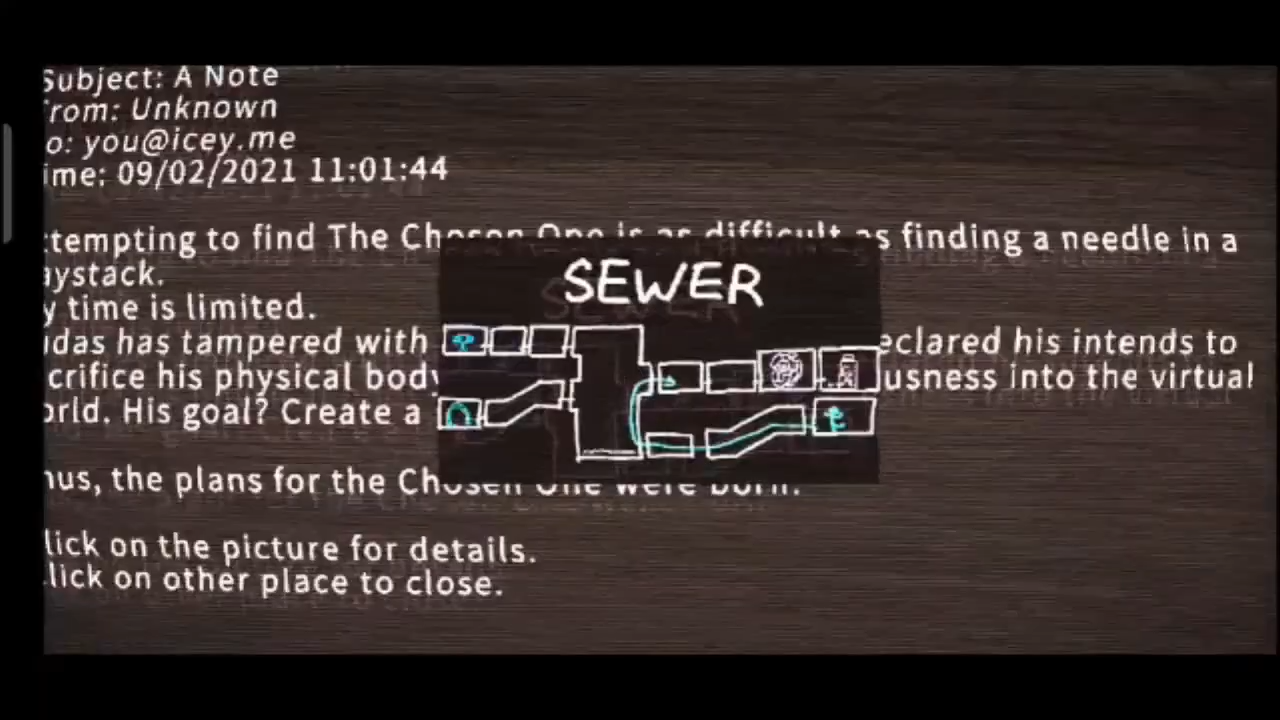 Subject: A Note
rom: Unknown
o: you@icey.me
ime: 09/02/2021 11:01:44
ttempting to find The Chosen One is as difficult as finding a needle in a
aystack.
y time is limited.
idas has tampered with
eclared his intends to
crifice his physical body
usness into the virtual
orld. His goal? Create a
SEWER
hus, the plans for the Chosen One were born.
lick on the picture for details.
lick on other place to close.